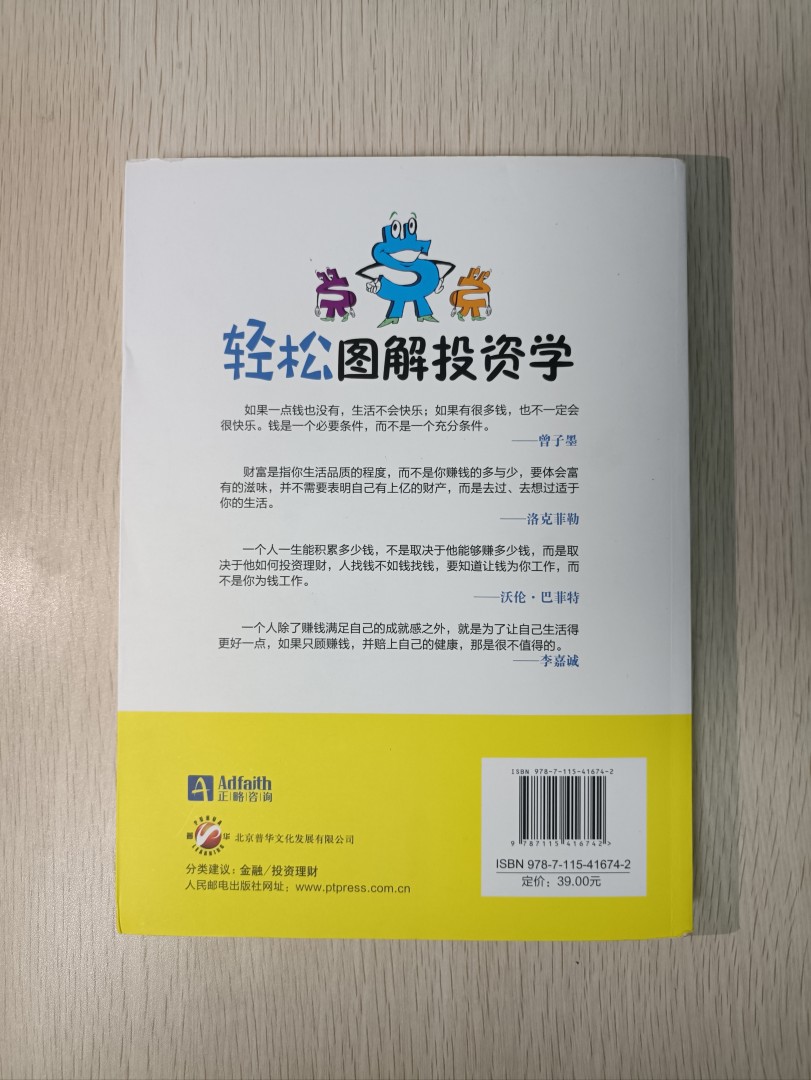 轻松图解投资学
如果一点钱也没有，生活不会快乐；如果有很多钱，也不一定会
很快乐。钱是一个必要条件，而不是一个充分条件。
——曾子墨
财富是指你生活品质的程度，而不是你赚钱的多与少，要体会富
有的滋味，并不需要表明自己有上亿的财产，而是去过、去想过适于
你的生活。
——洛克菲勒
一个人一生能积累多少钱，不是取决于他能够赚多少钱，而是取
决于他如何投资理财，人找钱不如钱找钱，要知道让钱为你工作，而
不是你为钱工作。
——沃伦·巴菲特
一个人除了赚钱满足自己的成就感之外，就是为了让自己生活得
更好一点，如果只顾赚钱，并赔上自己的健康，那是很不值得的。
——李嘉诚
Adfaith
正略咨询
PUHUA
普华
LEARNING
北京普华文化发展有限公司
分类建议：金融/投资理财
人民邮电出版社网址：www.ptpress.com.cn
ISBN 978-7-115-41674-2
9 787115 416742 >
ISBN 978-7-115-41674-2
定价：39.00元